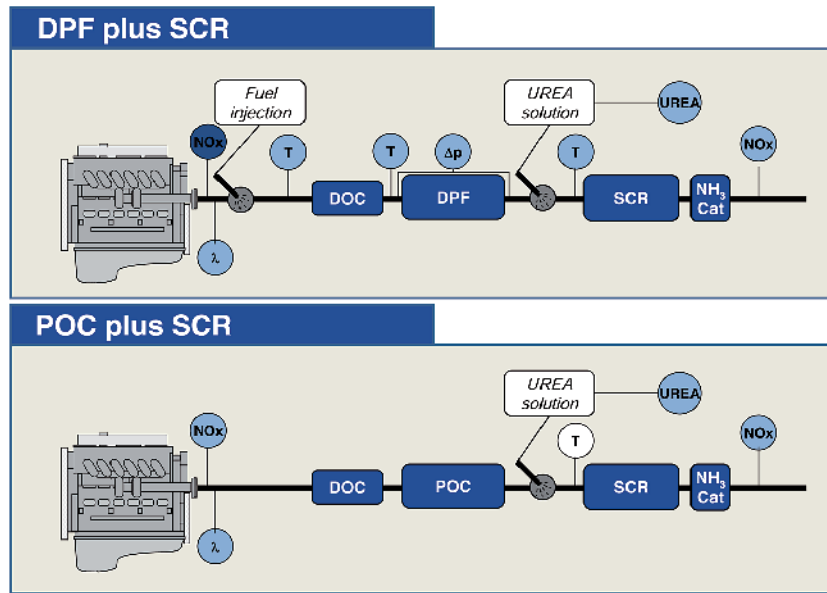 DPF plus SCR
Fuel
injection
UREA
solution
UREA
NOx
T
T
Δp
T
NOx
DOC
DPF
SCR
NH₃
Cat
λ
POC plus SCR
UREA
solution
UREA
NOx
T
NOx
DOC
POC
SCR
NH₃
Cat
λ